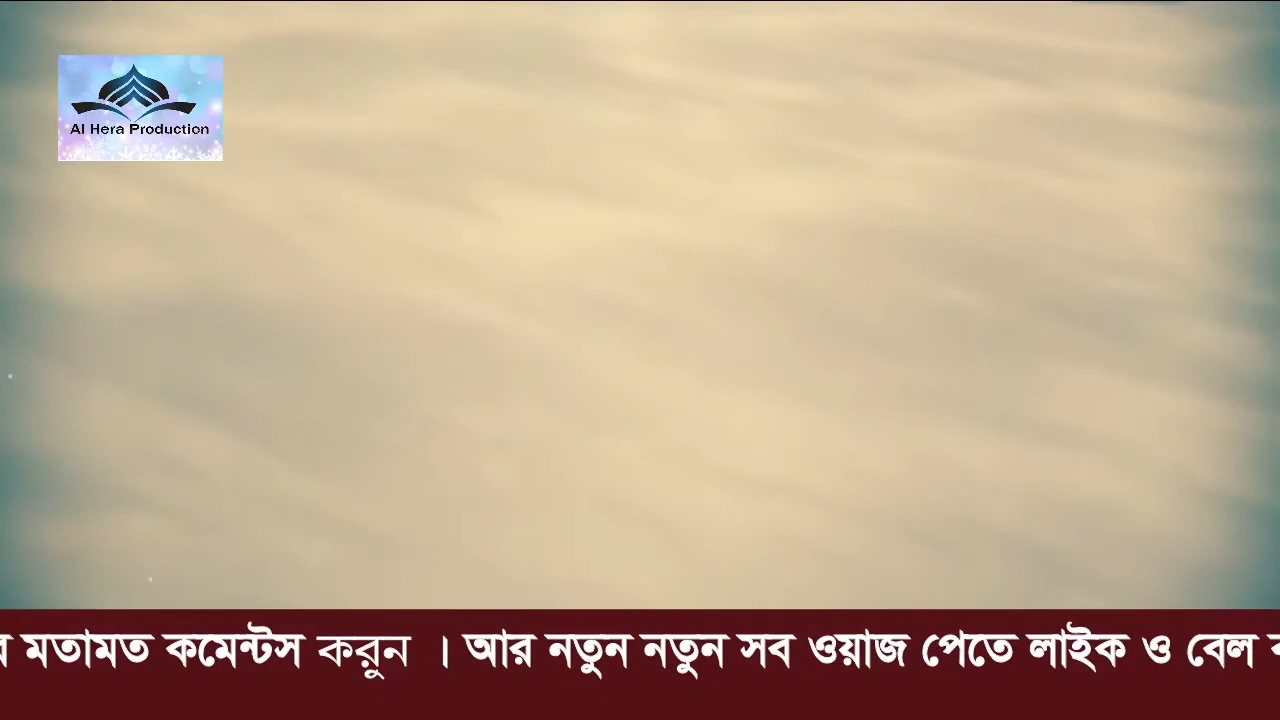 Al Hera Production
মতামত কমেন্টস করুন । আর নতুন নতুন সব ওয়াজ পেতে লাইক ও বেল